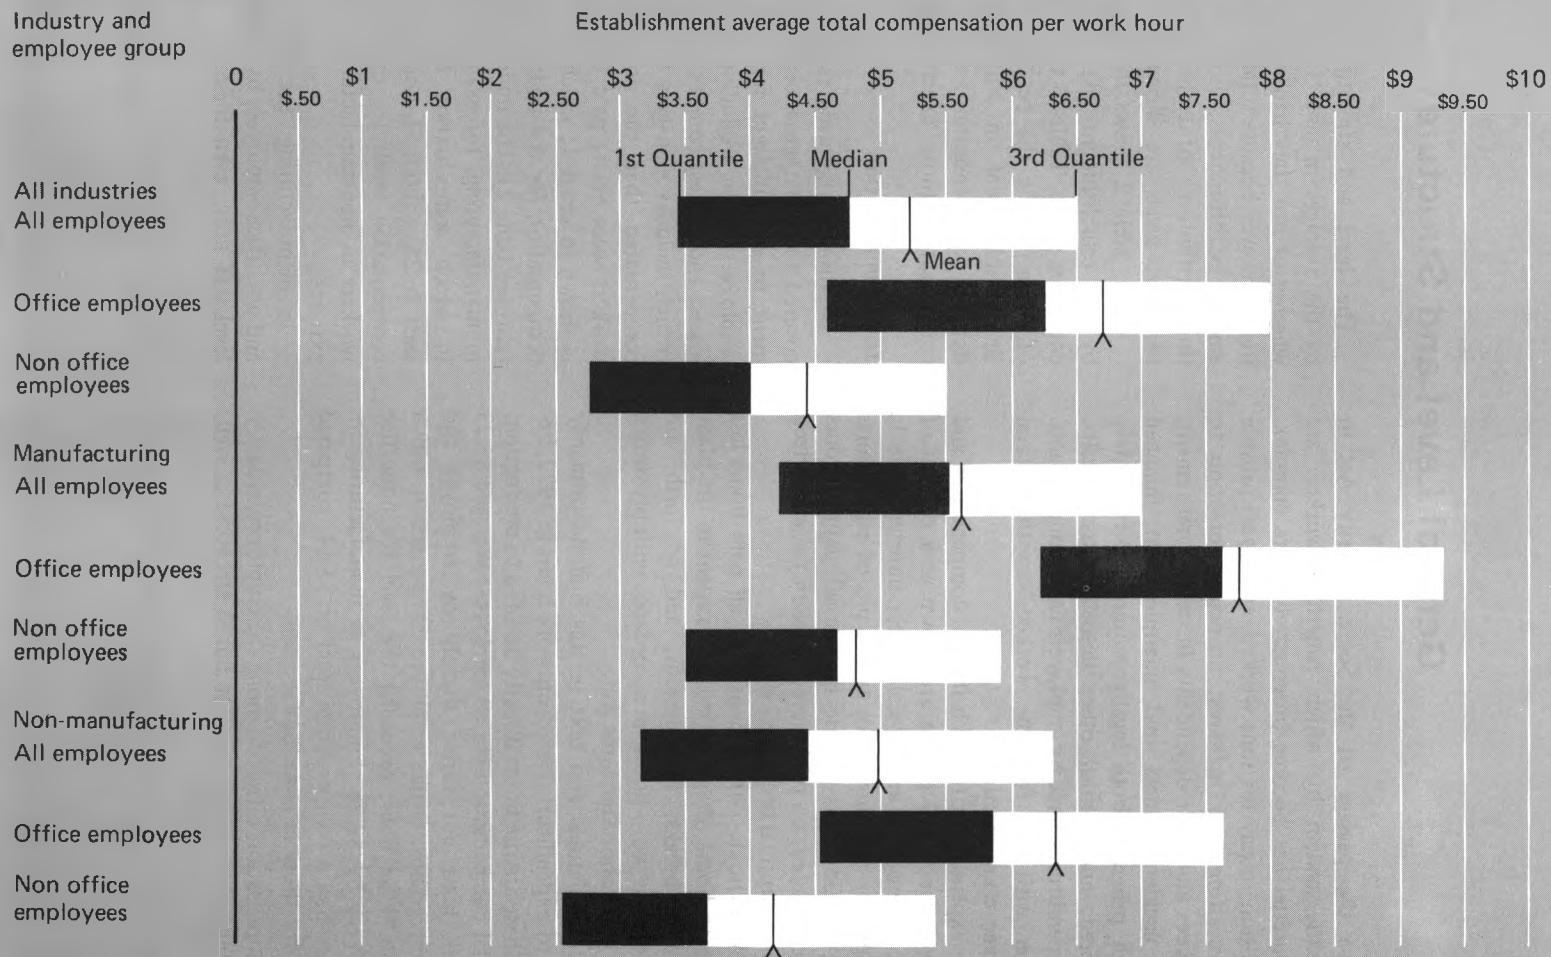 Industry and
employee group
Establishment average total compensation per work hour
0 $1 $2 $3 $4 $5 $6 $7 $8 $9 $10
$.50 $1.50 $2.50 $3.50 $4.50 $5.50 $6.50 $7.50 $8.50 $9.50
1st Quantile Median 3rd Quantile
All industries
All employees
Mean
Office employees
Non office
employees
Manufacturing
All employees
Office employees
Non office
employees
Non-manufacturing
All employees
Office employees
Non office
employees